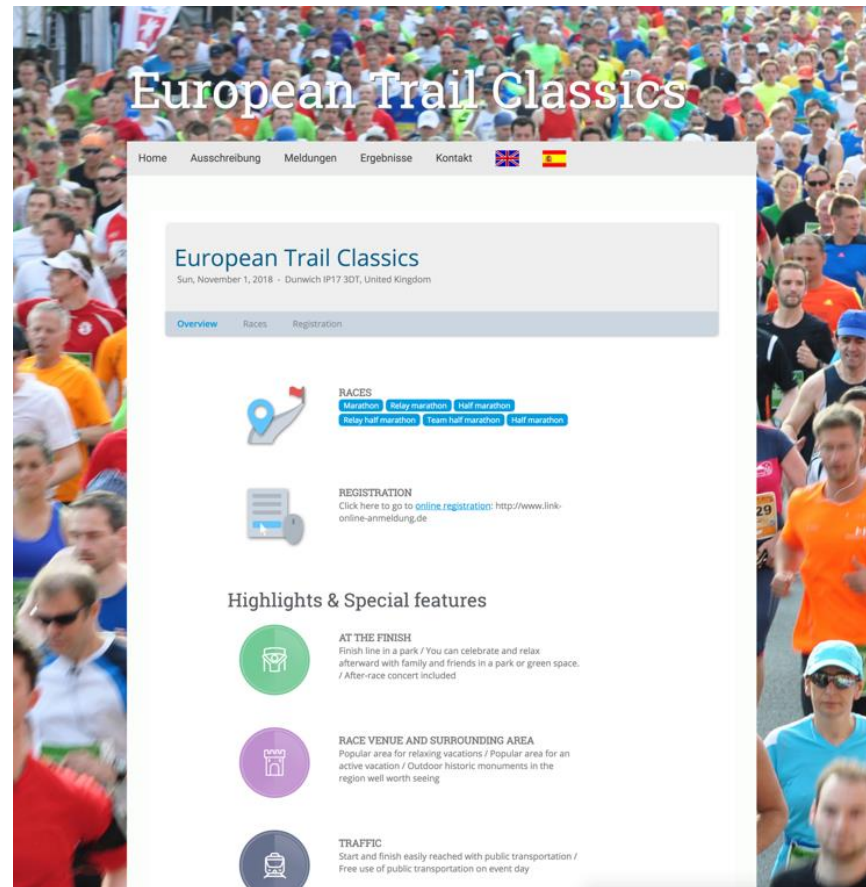 European Trail Classics
Home Ausschreibung Meldungen Ergebnisse Kontakt
European Trail Classics
Sun, November 1, 2018 - Dunwich IP17 3DT, United Kingdom
Overview Races Registration
RACES
Marathon Relay marathon Half marathon
Relay half marathon Team half marathon Half marathon
REGISTRATION
Click here to go to online registration: http://www.link-
online-anmeldung.de
Highlights & Special features
AT THE FINISH
Finish line in a park / You can celebrate and relax
afterward with family and friends in a park or green space.
/ After-race concert included
RACE VENUE AND SURROUNDING AREA
Popular area for relaxing vacations / Popular area for an
active vacation / Outdoor historic monuments in the
region well worth seeing
TRAFFIC
Start and finish easily reached with public transportation /
Free use of public transportation on event day
29